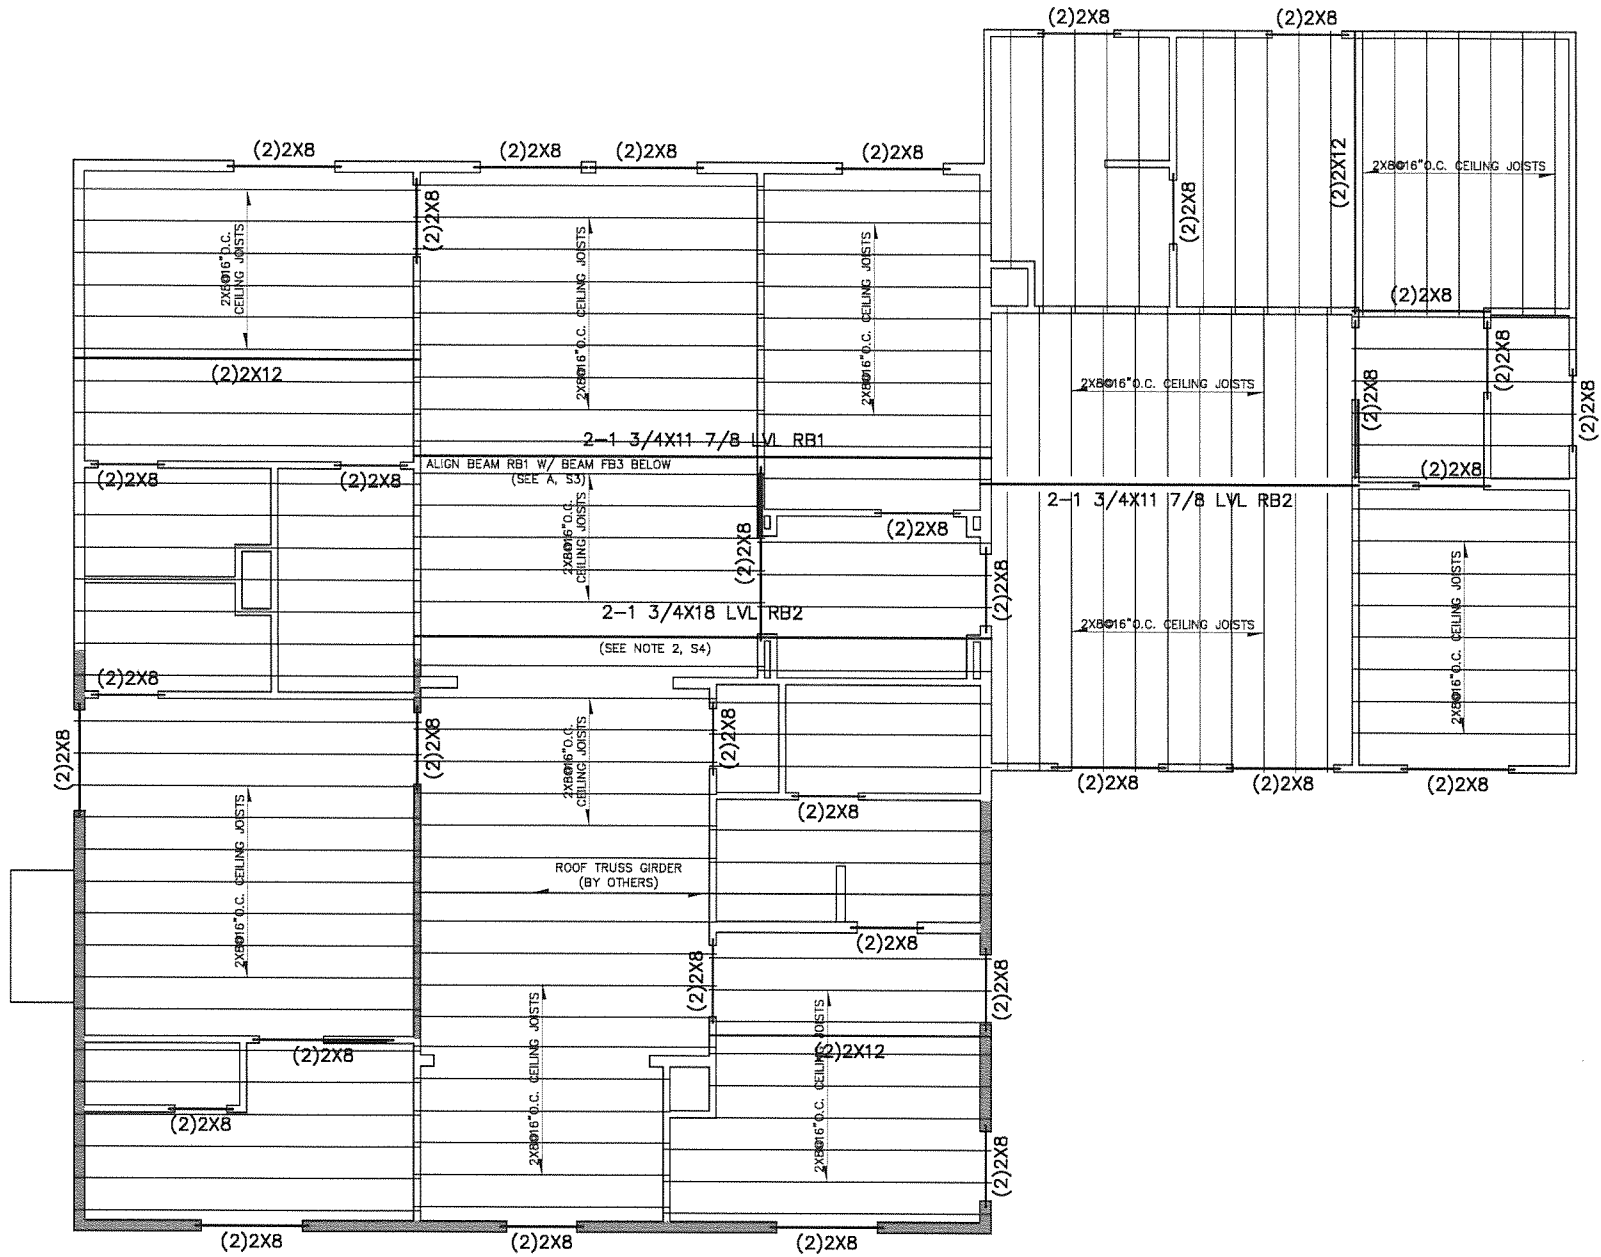 (2)2X8
(2)2X8
(2)2X8
(2)2X8
(2)2X8
(2)2X8
2X8@16"O.C. CEILING JOISTS
(2)2X12
(2)2X8
(2)2X8
2X8@16"O.C.
CEILING JOISTS
2X8@16"O.C. CEILING JOISTS
2X8@16"O.C. CEILING JOISTS
(2)2X8
(2)2X12
2X8@16"O.C. CEILING JOISTS
(2)2X8
(2)2X8
(2)2X8
2-1 3/4X11 7/8 LVL RB1
ALIGN BEAM RB1 W/ BEAM FB3 BELOW
(SEE A, S3)
(2)2X8
(2)2X8
(2)2X8
2-1 3/4X11 7/8 LVL RB2
2X8@16"O.C.
CEILING JOISTS
(2)2X8
(2)2X8
(2)2X8
2-1 3/4X18 LVL RB2
(SEE NOTE 2, S4)
2X8@16"O.C. CEILING JOISTS
2X8@16"O.C. CEILING JOISTS
(2)2X8
(2)2X8
(2)2X8
2X8@16"O.C.
CEILING JOISTS
(2)2X8
(2)2X8
(2)2X8
(2)2X8
(2)2X8
ROOF TRUSS GIRDER
(BY OTHERS)
2X8@16"O.C. CEILING JOISTS
(2)2X8
(2)2X8
(2)2X8
2X8@16"O.C. CEILING JOISTS
2X8@16"O.C. CEILING JOISTS
(2)2X8
(2)2X12
(2)2X8
(2)2X8
(2)2X8
(2)2X8
(2)2X8